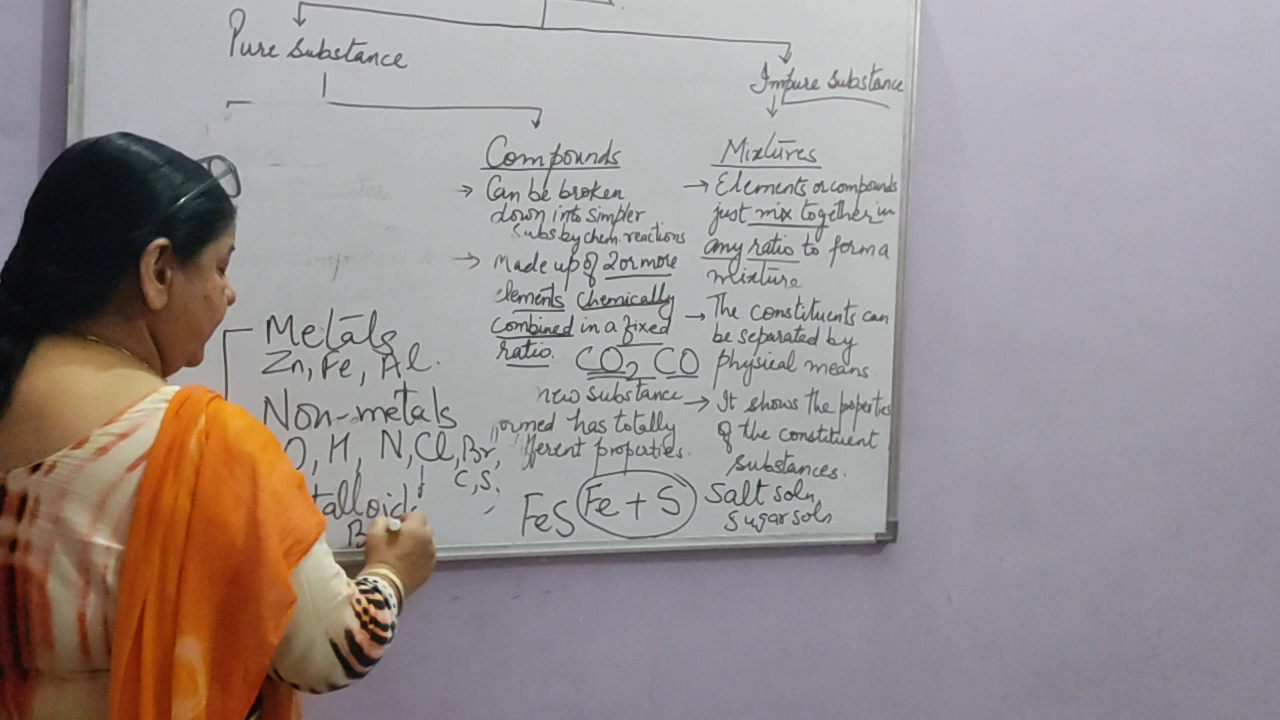 Pure substance
Impure substance
Compounds
→ Can be broken
down into simpler
subs by chem. reactions
→ Made up of 2 or more
elements chemically
combined in a fixed
ratio. CO2 CO
new substance
ormed has totally
fferent properties.
FeS Fe + S
Mixtures
→ Elements or compounds
just mix together in
any ratio to form a
mixture
→ The constituents can
be separated by
physical means
→ It shows the properties
of the constituent
substances.
Salt soln,
Sugar soln
Metals
Zn, Fe, Al.
Non-metals
O, H, N, Cl, Br,
C, S,
talloids
B